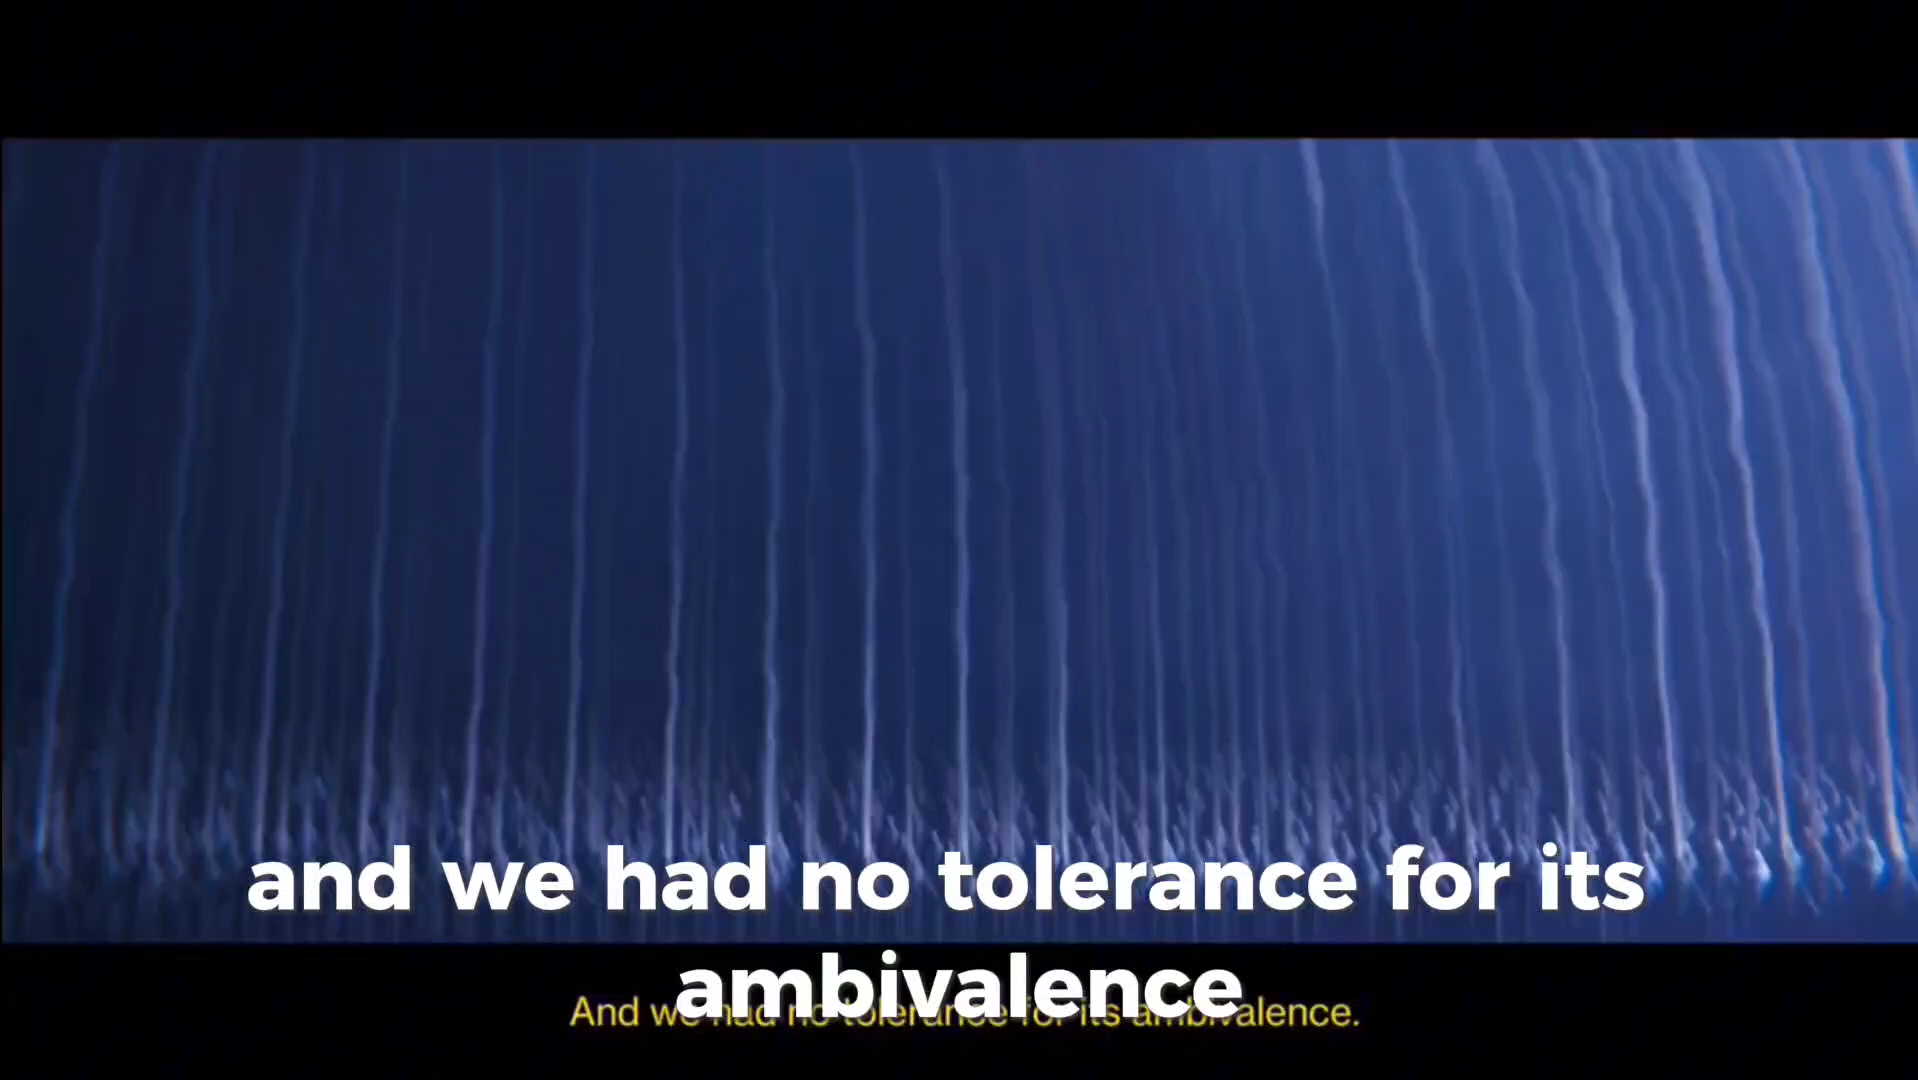 and we had no tolerance for its
ambivalence
And we had no tolerance for its ambivalence.